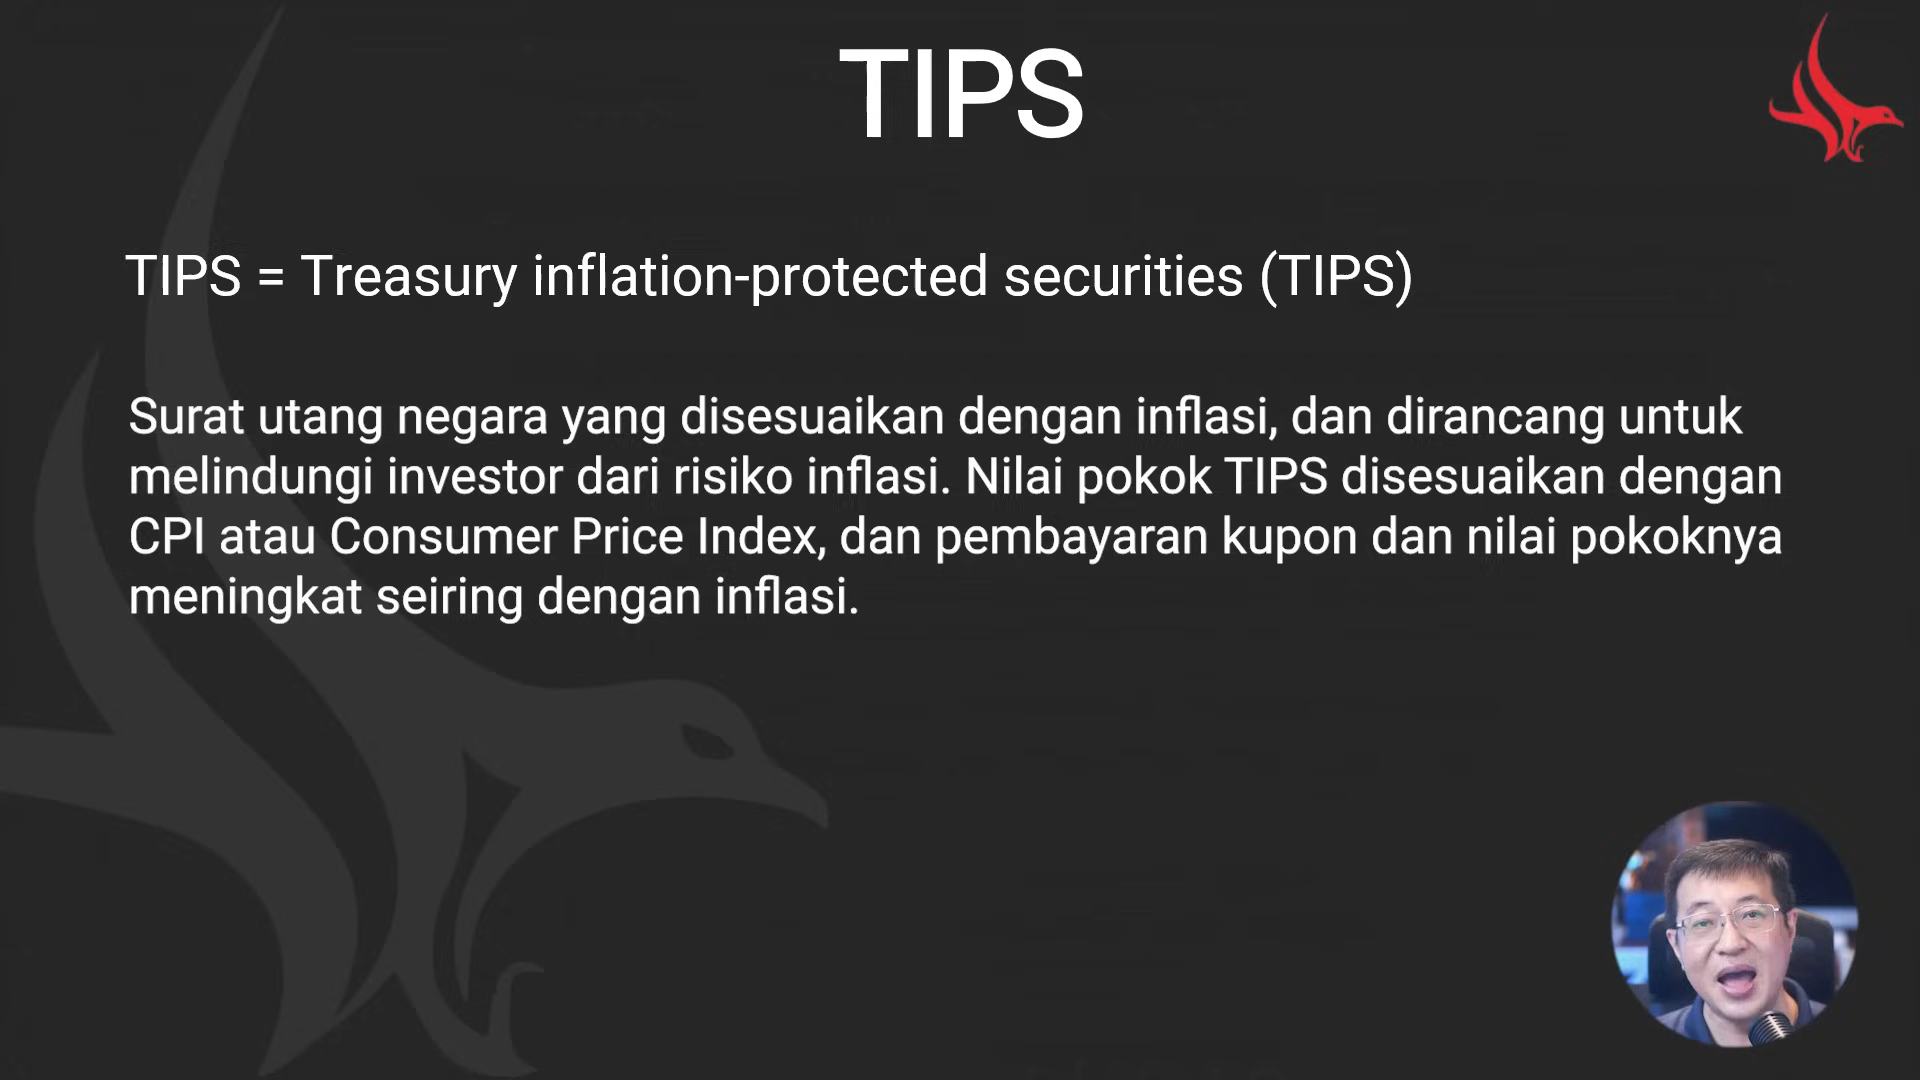 TIPS
TIPS = Treasury inflation-protected securities (TIPS)
Surat utang negara yang disesuaikan dengan inflasi, dan dirancang untuk
melindungi investor dari risiko inflasi. Nilai pokok TIPS disesuaikan dengan
CPI atau Consumer Price Index, dan pembayaran kupon dan nilai pokoknya
meningkat seiring dengan inflasi.